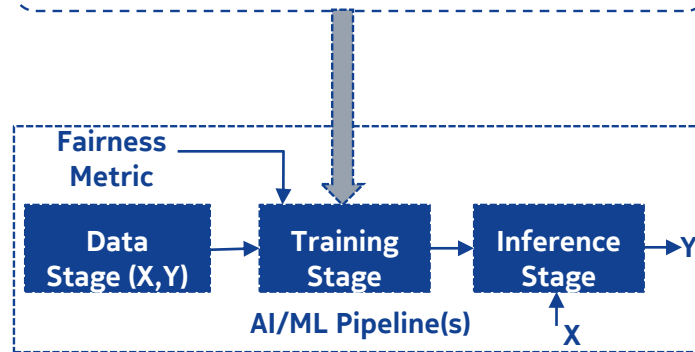 Fairness
Metric
Data
Stage (X,Y)
Training
Stage
Inference
Stage
Y
AI/ML Pipeline(s)
X